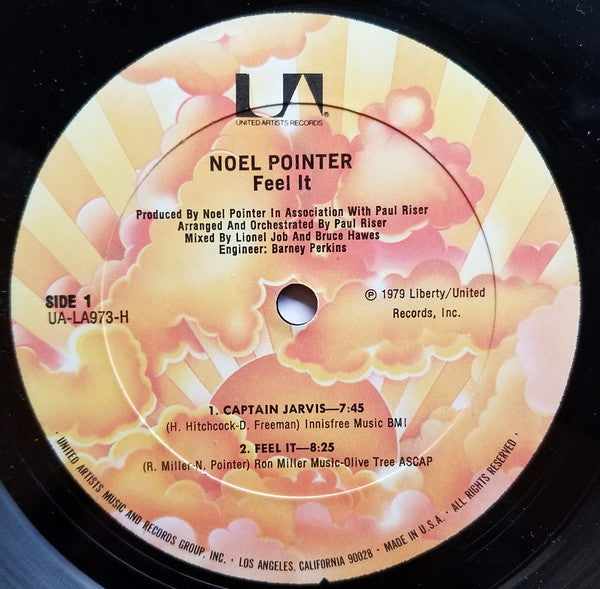 UA®
UNITED ARTISTS RECORDS
NOEL POINTER
Feel It
Produced By Noel Pointer In Association With Paul Riser
Arranged And Orchestrated By Paul Riser
Mixed By Lionel Job And Bruce Hawes
Engineer: Barney Perkins
SIDE 1
UA-LA973-H
℗ 1979 Liberty/United
Records, Inc.
1. CAPTAIN JARVIS—7:45
(H. Hitchcock-D. Freeman) Innisfree Music BMI
2. FEEL IT—8:25
(R. Miller-N. Pointer) Ron Miller Music-Olive Tree ASCAP
· UNITED ARTISTS MUSIC AND RECORDS GROUP, INC. · LOS ANGELES, CALIFORNIA 90028 · MADE IN U.S.A. · ALL RIGHTS RESERVED ·